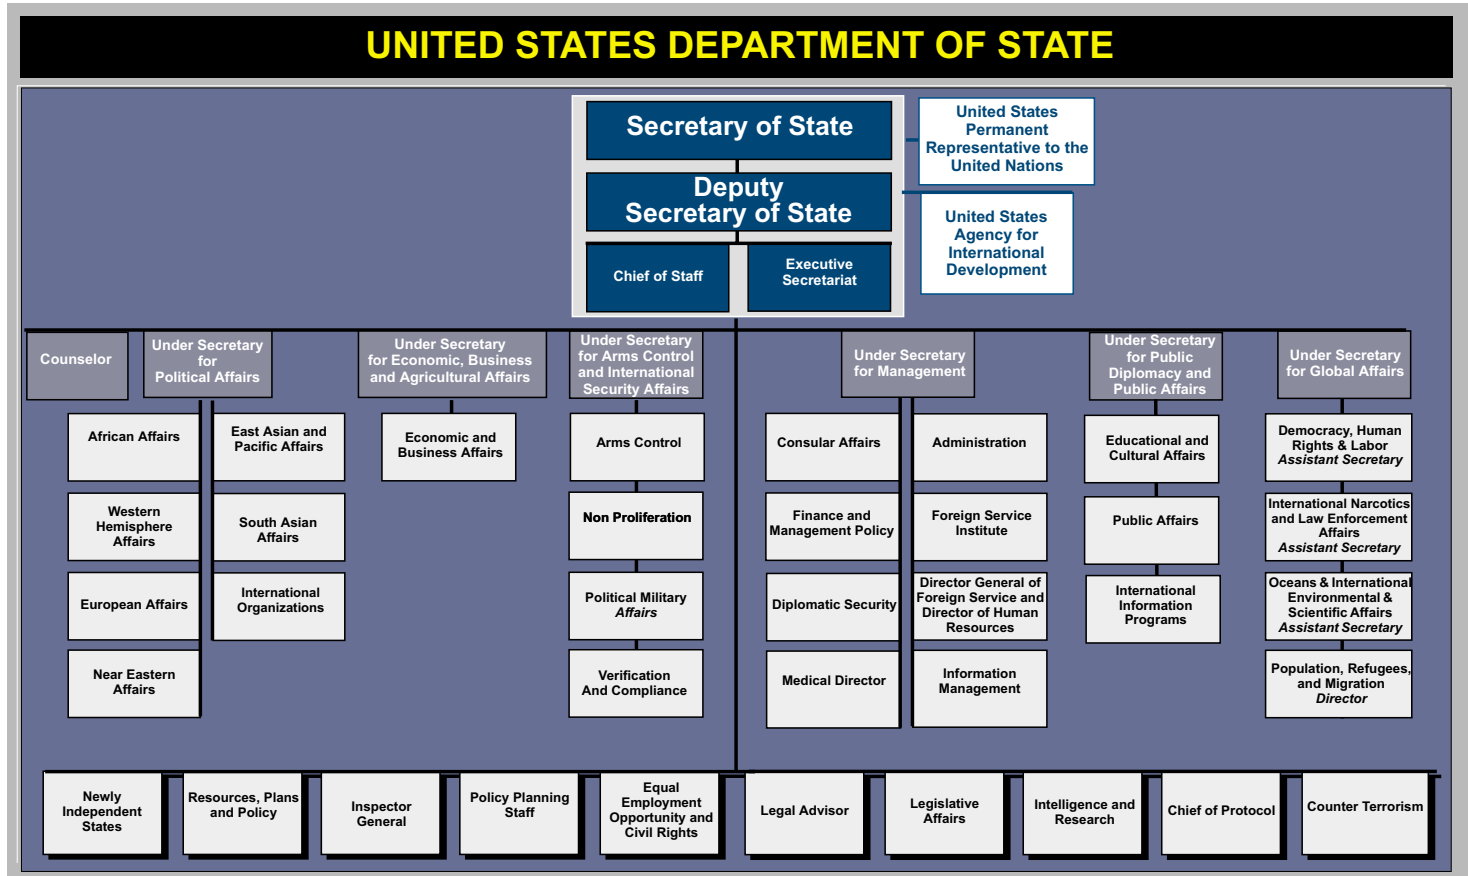 UNITED STATES DEPARTMENT OF STATE
Secretary of State
United States
Permanent
Representative to the
United Nations
Deputy
Secretary of State
United States
Agency for
International
Development
Chief of Staff
Executive
Secretariat
Counselor
Under Secretary
for
Political Affairs
Under Secretary
for Economic, Business
and Agricultural Affairs
Under Secretary
for Arms Control
and International
Security Affairs
Under Secretary
for Management
Under Secretary
for Public
Diplomacy and
Public Affairs
Under Secretary
for Global Affairs
African Affairs
East Asian and
Pacific Affairs
Economic and
Business Affairs
Arms Control
Consular Affairs
Administration
Educational and
Cultural Affairs
Democracy, Human
Rights & Labor
Assistant Secretary
Western
Hemisphere
Affairs
South Asian
Affairs
Non Proliferation
Finance and
Management Policy
Foreign Service
Institute
Public Affairs
International Narcotics
and Law Enforcement
Affairs
Assistant Secretary
European Affairs
International
Organizations
Political Military
Affairs
Diplomatic Security
Director General of
Foreign Service and
Director of Human
Resources
International
Information
Programs
Oceans & International
Environmental &
Scientific Affairs
Assistant Secretary
Near Eastern
Affairs
Verification
And Compliance
Medical Director
Information
Management
Population, Refugees,
and Migration
Director
Newly
Independent
States
Resources, Plans
and Policy
Inspector
General
Policy Planning
Staff
Equal
Employment
Opportunity and
Civil Rights
Legal Advisor
Legislative
Affairs
Intelligence and
Research
Chief of Protocol
Counter Terrorism